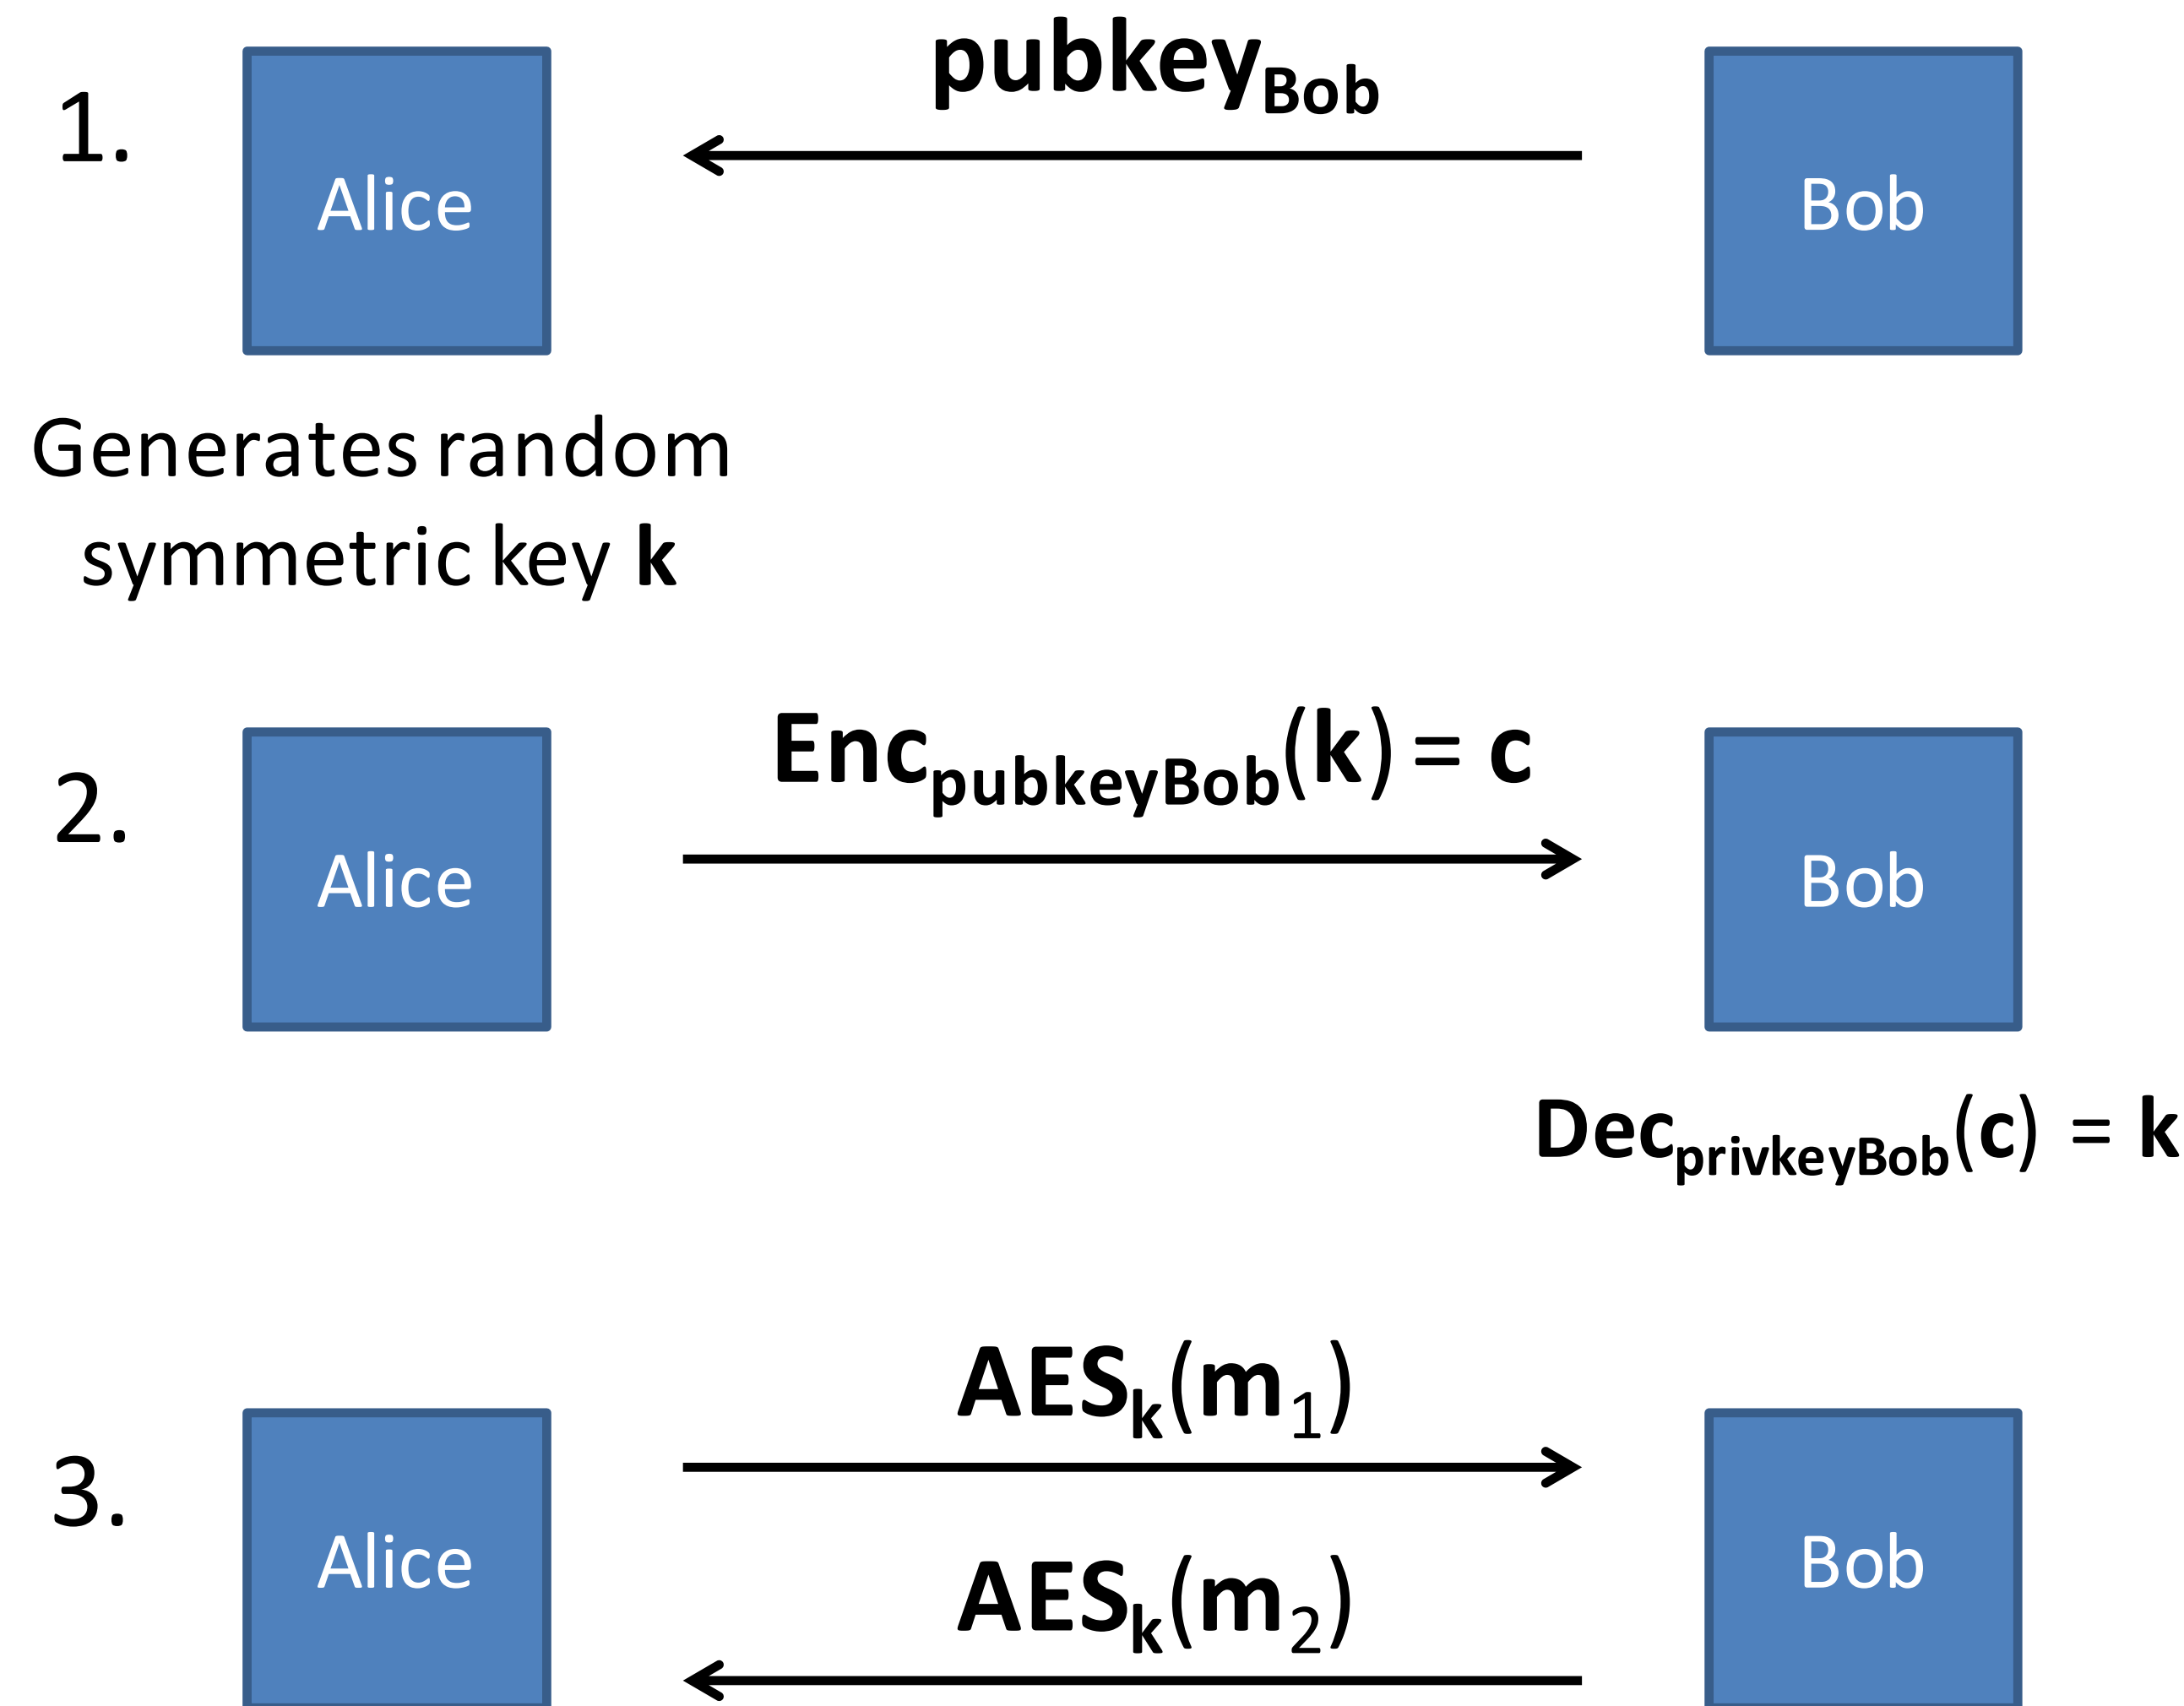 1.
Alice
pubkeyBob
Bob
Generates random
symmetric key k
2.
Alice
EncpubkeyBob(k) = c
Bob
DecprivkeyBob(c) = k
3.
Alice
AESk(m1)
AESk(m2)
Bob